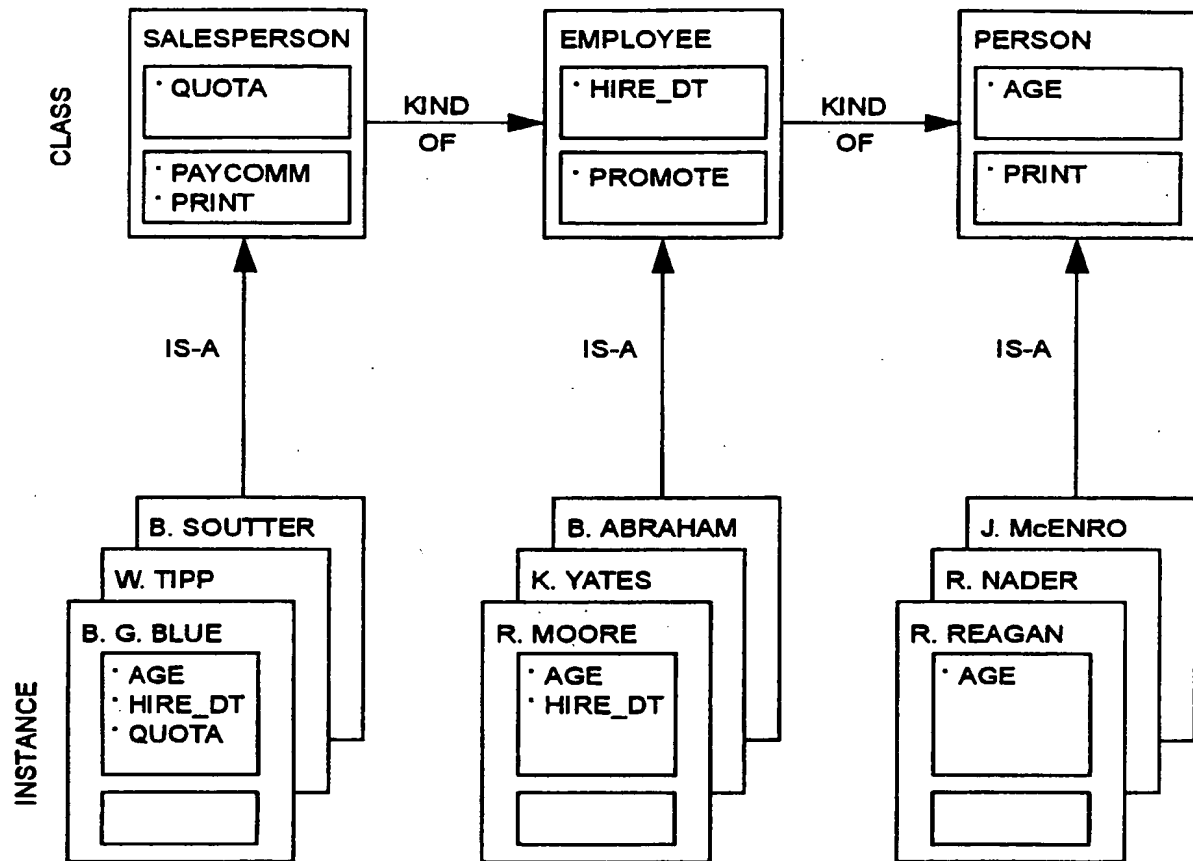 CLASS
SALESPERSON
· QUOTA
· PAYCOMM
· PRINT
KIND
OF
EMPLOYEE
· HIRE_DT
· PROMOTE
KIND
OF
PERSON
· AGE
· PRINT
IS-A
IS-A
IS-A
INSTANCE
B. SOUTTER
W. TIPP
B. G. BLUE
· AGE
· HIRE_DT
· QUOTA
B. ABRAHAM
K. YATES
R. MOORE
· AGE
· HIRE_DT
J. McENRO
R. NADER
R. REAGAN
· AGE